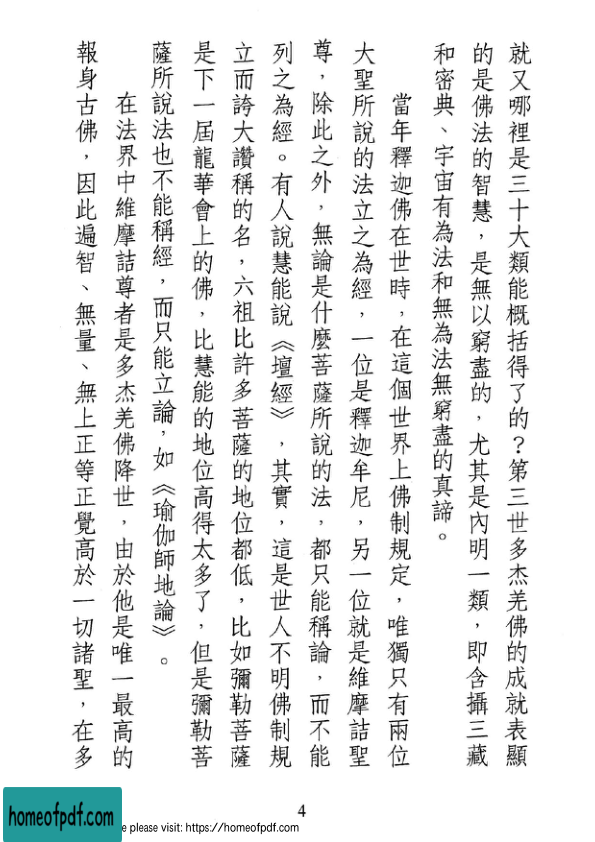 就又哪裡是三十大類能概括得了的？第三世多杰羌佛的成就表顯
的是佛法的智慧，是無以窮盡的，尤其是內明一類，即含攝三藏
和密典、宇宙有為法和無為法無窮盡的真諦。
當年釋迦佛在世時，在這個世界上佛制規定，唯獨只有兩位
大聖所說的法立之為經，一位是釋迦牟尼，另一位就是維摩詰聖
尊，除此之外，無論是什麼菩薩所說的法，都只能稱論，而不能
列之為經。有人說慧能說《壇經》，其實，這是世人不明佛制規
立而誇大讚稱的名，六祖比許多菩薩的地位都低，比如彌勒菩薩
是下一屆龍華會上的佛，比慧能的地位高得太多了，但是彌勒菩
薩所說法也不能稱經，而只能立論，如《瑜伽師地論》。
在法界中維摩詰尊者是多杰羌佛降世，由於他是唯一最高的
報身古佛，因此遍智、無量、無上正等正覺高於一切諸聖，在多
4
homeofpdf.com
e please visit: https://homeofpdf.com